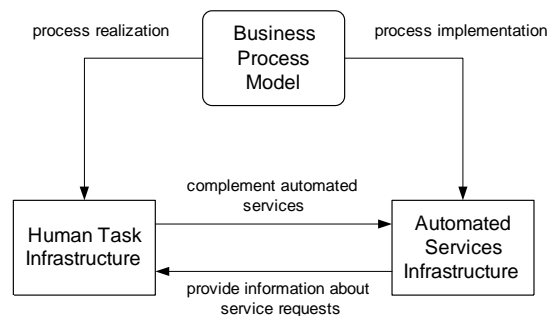 process realization
Business
Process
Model
process implementation
complement automated
services
Human Task
Infrastructure
Automated
Services
Infrastructure
provide information about
service requests